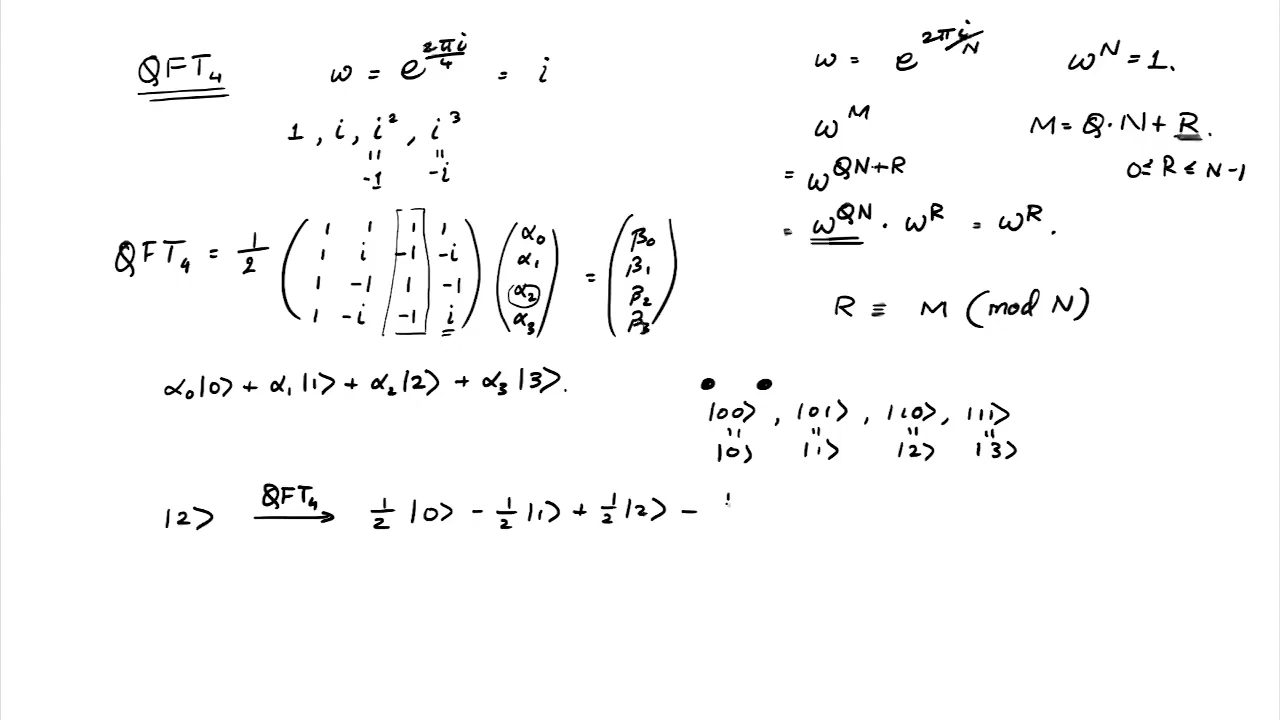 QFT₄ ω = e^(2πi/4) = i
1, i, i², i³
" "
-1 -i
QFT₄ = 1/2 ( 1 1 1 1 ) ( α₀ ) = ( β₀ )
1 i -1 -i α₁ β₁
1 -1 1 -1 α₂ β₂
1 -i -1 i α₃ β₃
α₀|0⟩ + α₁|1⟩ + α₂|2⟩ + α₃|3⟩.
|2⟩ QFT₄ → 1/2 |0⟩ - 1/2 |1⟩ + 1/2 |2⟩ -
ω = e^(2πi/N) ω^N = 1.
ω^M M = Q·N + R.
= ω^(QN+R) 0 ≤ R ≤ N-1
= ω^(QN) · ω^R = ω^R.
R ≡ M (mod N)
|00⟩, |01⟩, |10⟩, |11⟩
" " " "
|0⟩ |1⟩ |2⟩ |3⟩